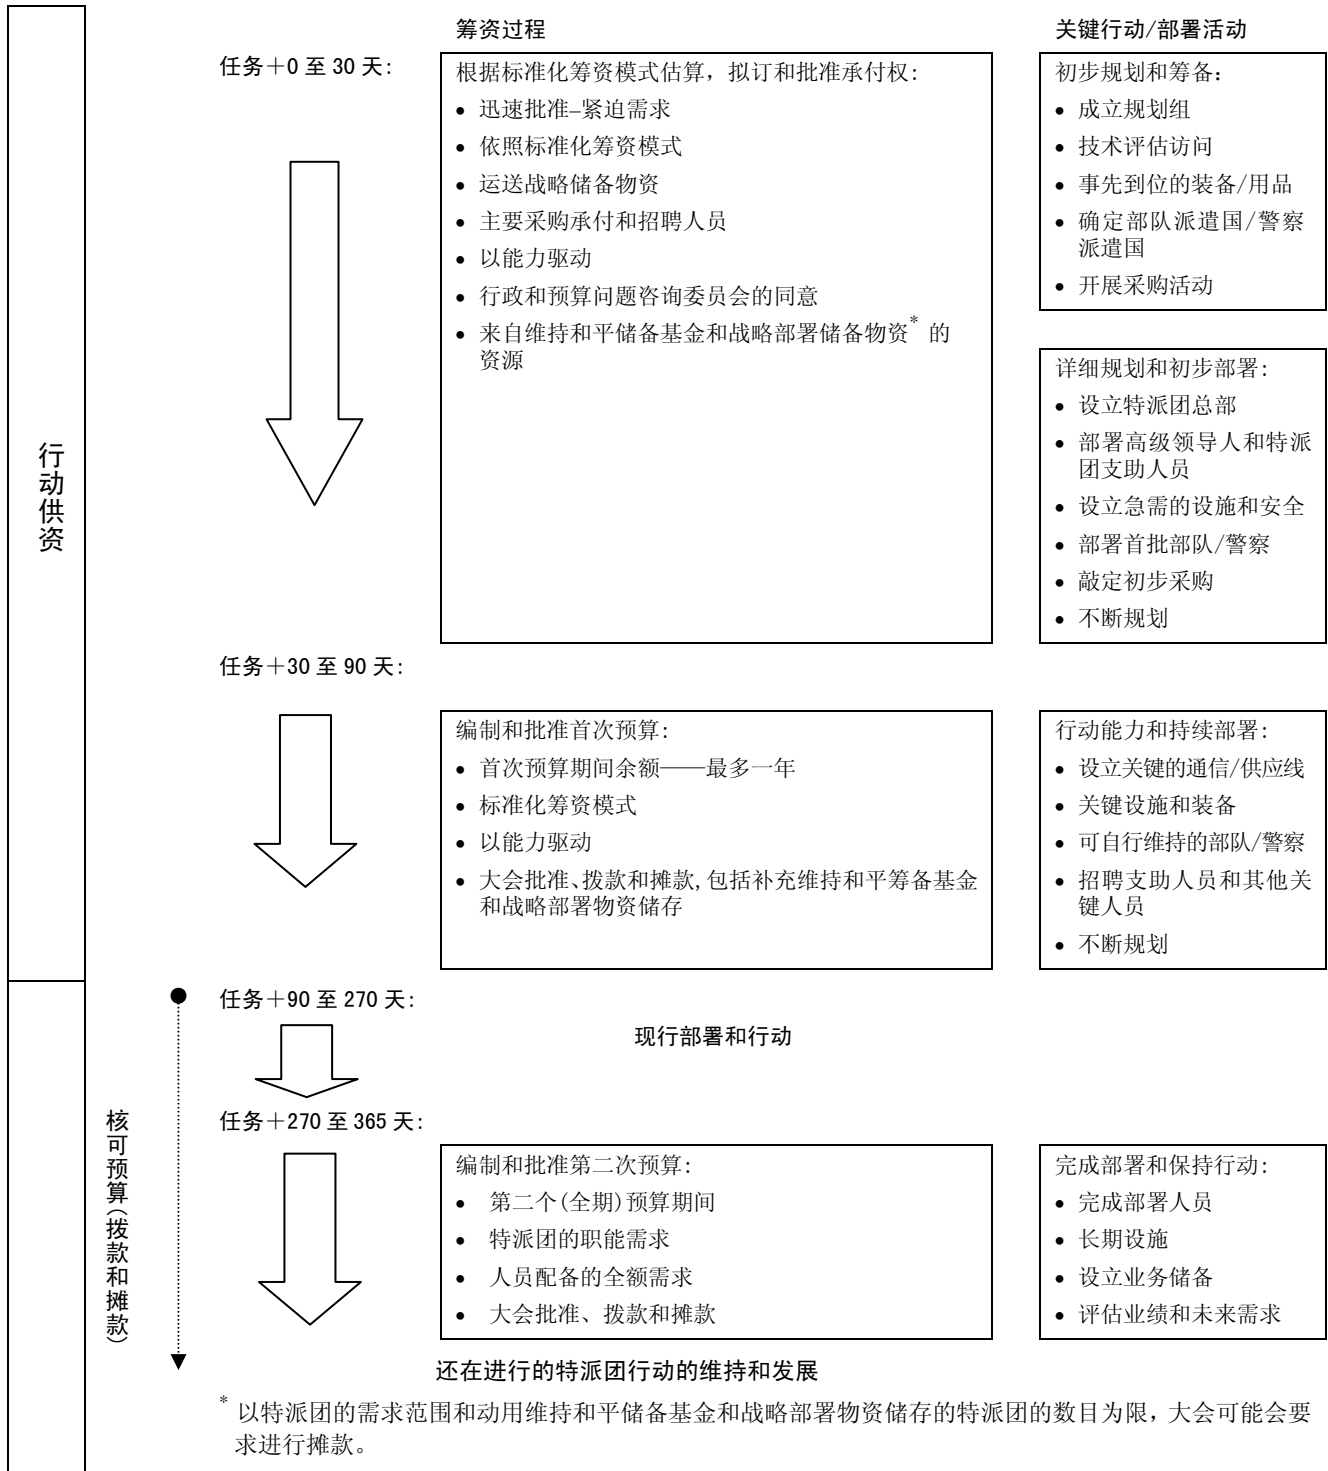 筹资过程
关键行动/部署活动
任务＋0 至 30 天：
根据标准化筹资模式估算，拟订和批准承付权：
• 迅速批准–紧迫需求
• 依照标准化筹资模式
• 运送战略储备物资
• 主要采购承付和招聘人员
• 以能力驱动
• 行政和预算问题咨询委员会的同意
• 来自维持和平储备基金和战略部署储备物资* 的
资源
初步规划和筹备：
• 成立规划组
• 技术评估访问
• 事先到位的装备/用品
• 确定部队派遣国/警察
派遣国
• 开展采购活动
详细规划和初步部署：
• 设立特派团总部
• 部署高级领导人和特派
团支助人员
• 设立急需的设施和安全
• 部署首批部队/警察
• 敲定初步采购
• 不断规划
行动供资
任务＋30 至 90 天：
编制和批准首次预算：
• 首次预算期间余额——最多一年
• 标准化筹资模式
• 以能力驱动
• 大会批准、拨款和摊款,包括补充维持和平筹备基金
和战略部署物资储存
行动能力和持续部署：
• 设立关键的通信/供应线
• 关键设施和装备
• 可自行维持的部队/警察
• 招聘支助人员和其他关
键人员
• 不断规划
任务＋90 至 270 天：
现行部署和行动
任务＋270 至 365 天：
核可预算(拨款和摊款)
编制和批准第二次预算：
• 第二个(全期)预算期间
• 特派团的职能需求
• 人员配备的全额需求
• 大会批准、拨款和摊款
完成部署和保持行动：
• 完成部署人员
• 长期设施
• 设立业务储备
• 评估业绩和未来需求
还在进行的特派团行动的维持和发展
* 以特派团的需求范围和动用维持和平储备基金和战略部署物资储存的特派团的数目为限，大会可能会要
求进行摊款。